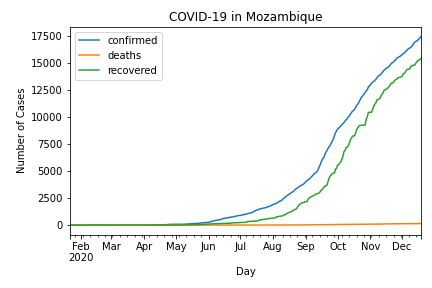 COVID-19 in Mozambique
confirmed
deaths
recovered
Number of Cases
17500
15000
12500
10000
7500
5000
2500
0
Feb Mar Apr May Jun Jul Aug Sep Oct Nov Dec
2020
Day